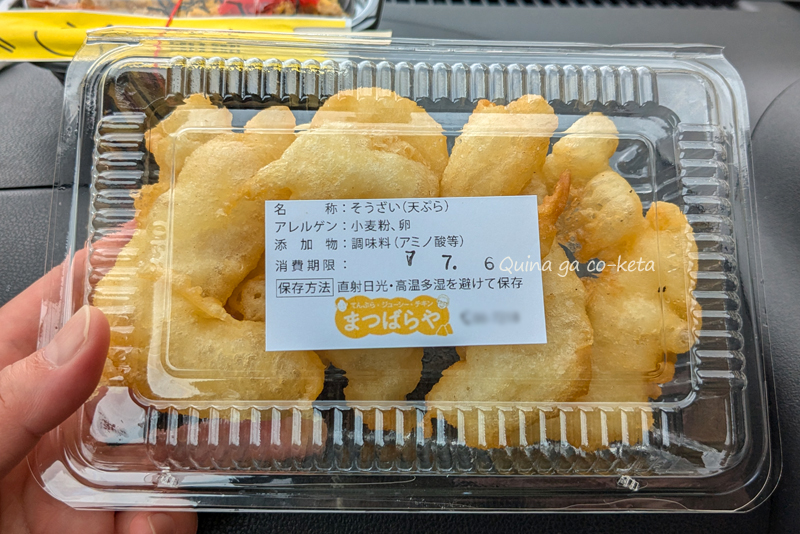 名　　称：そうざい（天ぷら）
アレルゲン：小麦粉、卵
添 加 物：調味料（アミノ酸等）
消費期限： 7 7. 6
Quina ga co-keta
保存方法 直射日光・高温多湿を避けて保存
てんぷら・ジューシーチキン
まつばらや